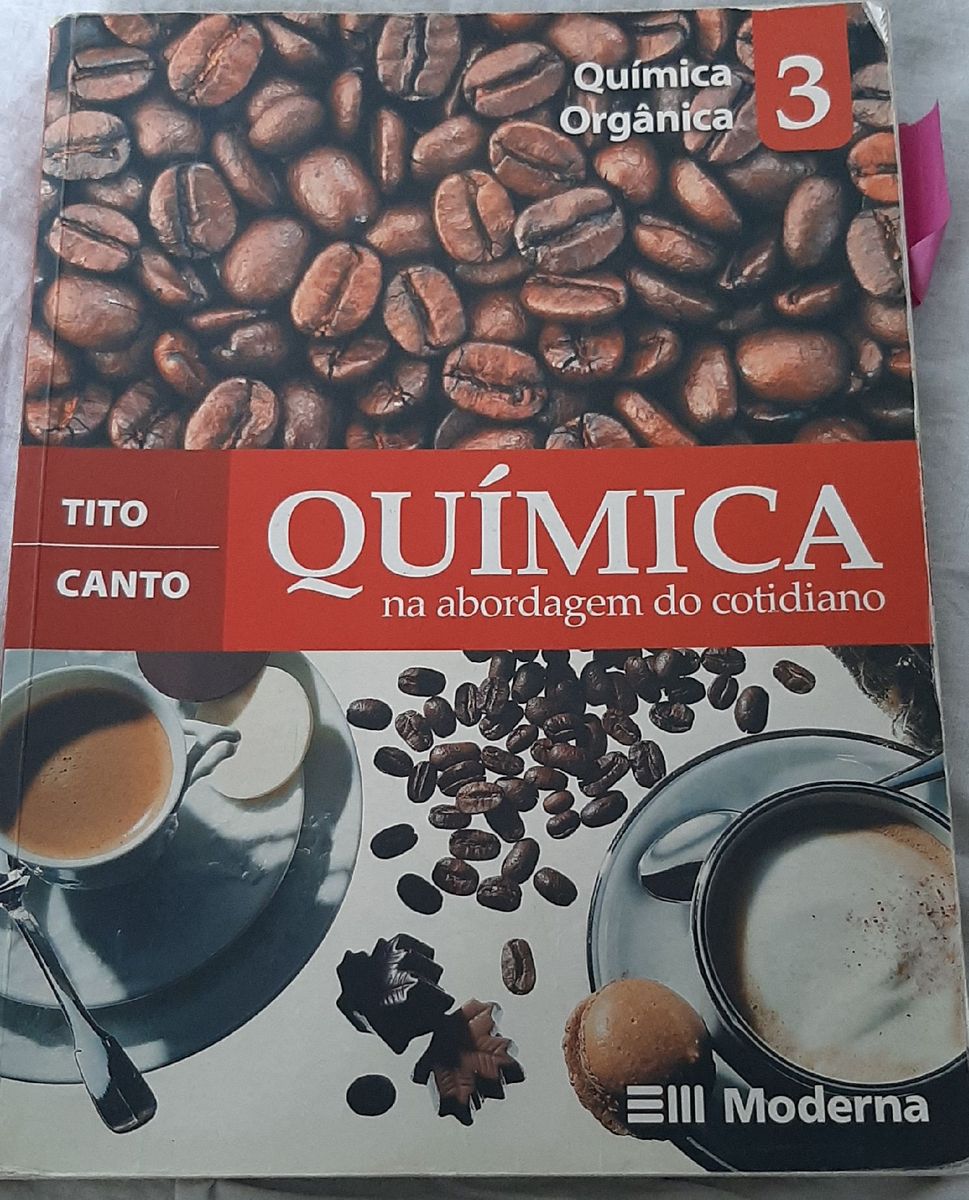 Química
Orgânica
3
TITO
CANTO
QUÍMICA
na abordagem do cotidiano
Moderna